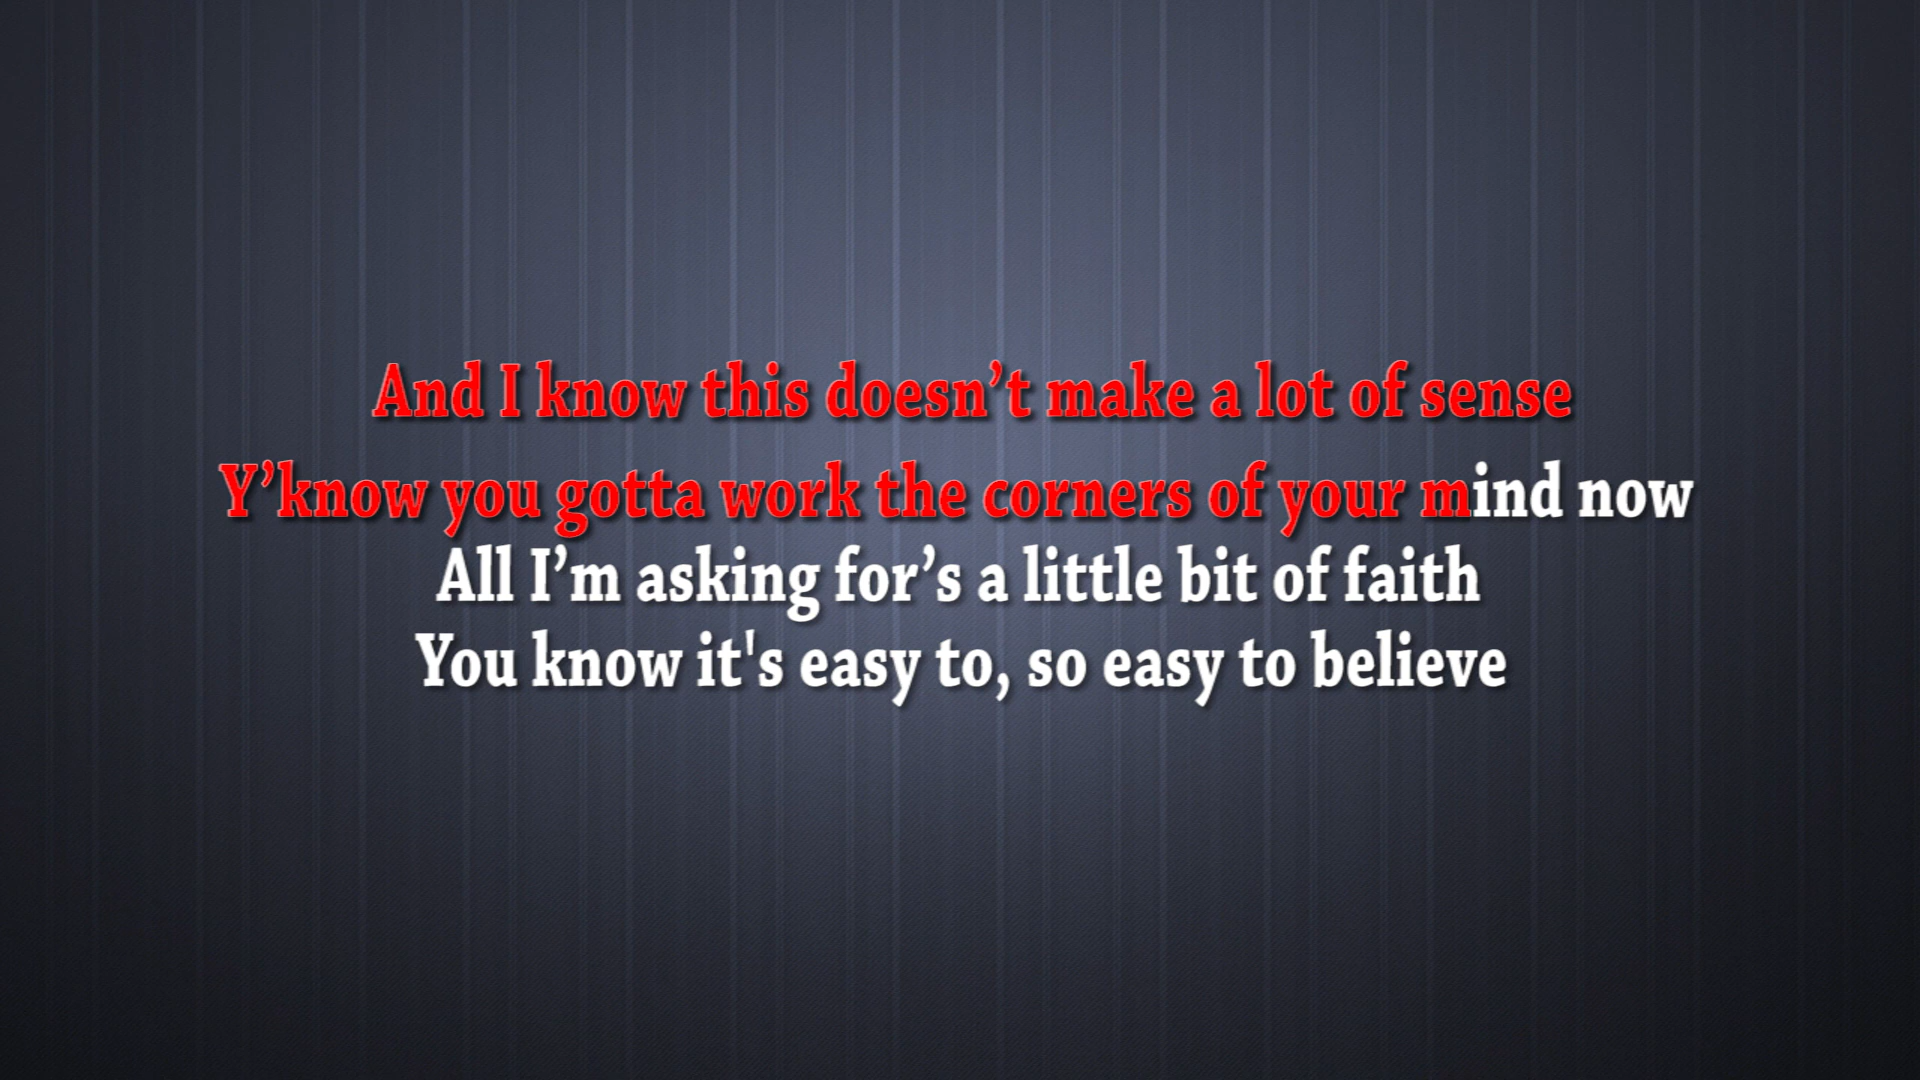 And I know this doesn’t make a lot of sense
Y’know you gotta work the corners of your mind now
All I’m asking for’s a little bit of faith
You know it's easy to, so easy to believe